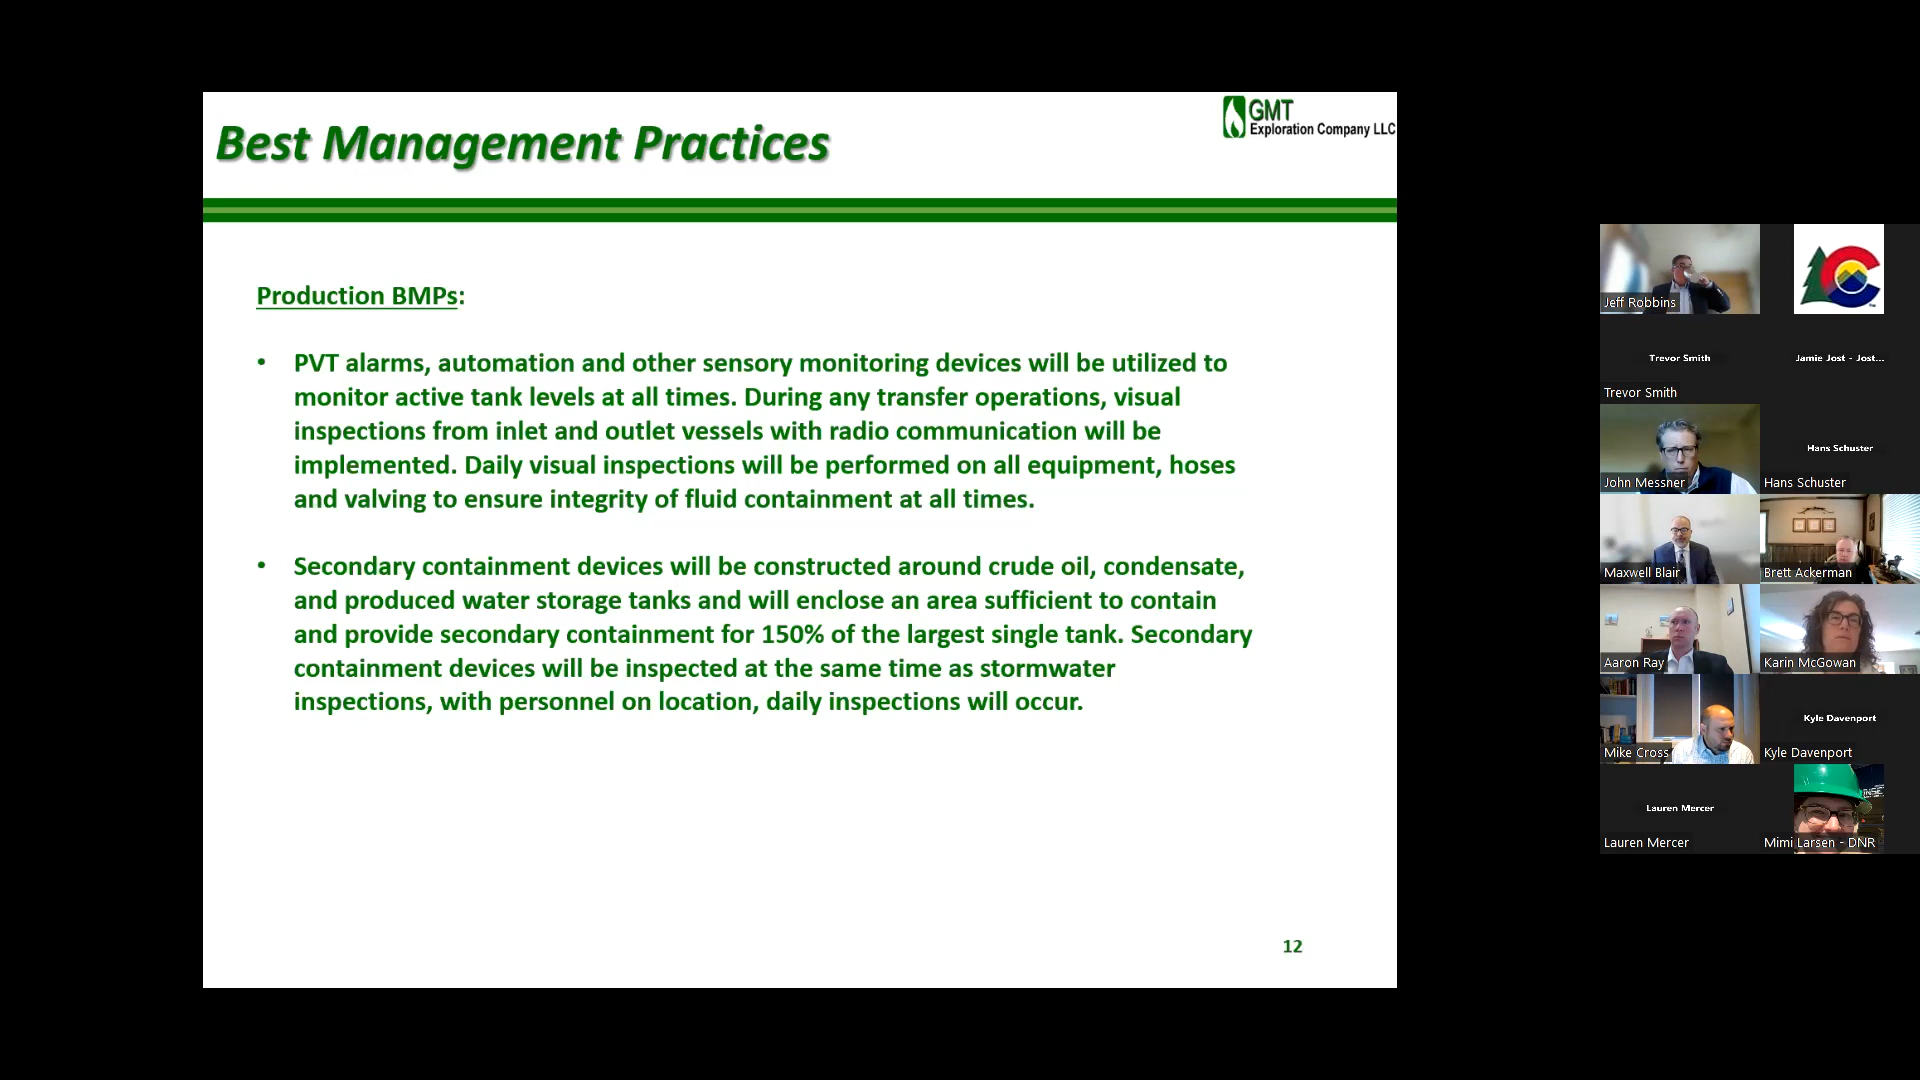 Best Management Practices
GMT
Exploration Company LLC
Production BMPs:
• PVT alarms, automation and other sensory monitoring devices will be utilized to
monitor active tank levels at all times. During any transfer operations, visual
inspections from inlet and outlet vessels with radio communication will be
implemented. Daily visual inspections will be performed on all equipment, hoses
and valving to ensure integrity of fluid containment at all times.
• Secondary containment devices will be constructed around crude oil, condensate,
and produced water storage tanks and will enclose an area sufficient to contain
and provide secondary containment for 150% of the largest single tank. Secondary
containment devices will be inspected at the same time as stormwater
inspections, with personnel on location, daily inspections will occur.
12
Jeff Robbins
C
Trevor Smith
Jamie Jost - Jost...
Trevor Smith
Hans Schuster
John Messner
Hans Schuster
Maxwell Blair
Brett Ackerman
Aaron Ray
Karin McGowan
Kyle Davenport
Mike Cross
Kyle Davenport
Lauren Mercer
Lauren Mercer
Mimi Larsen - DNR